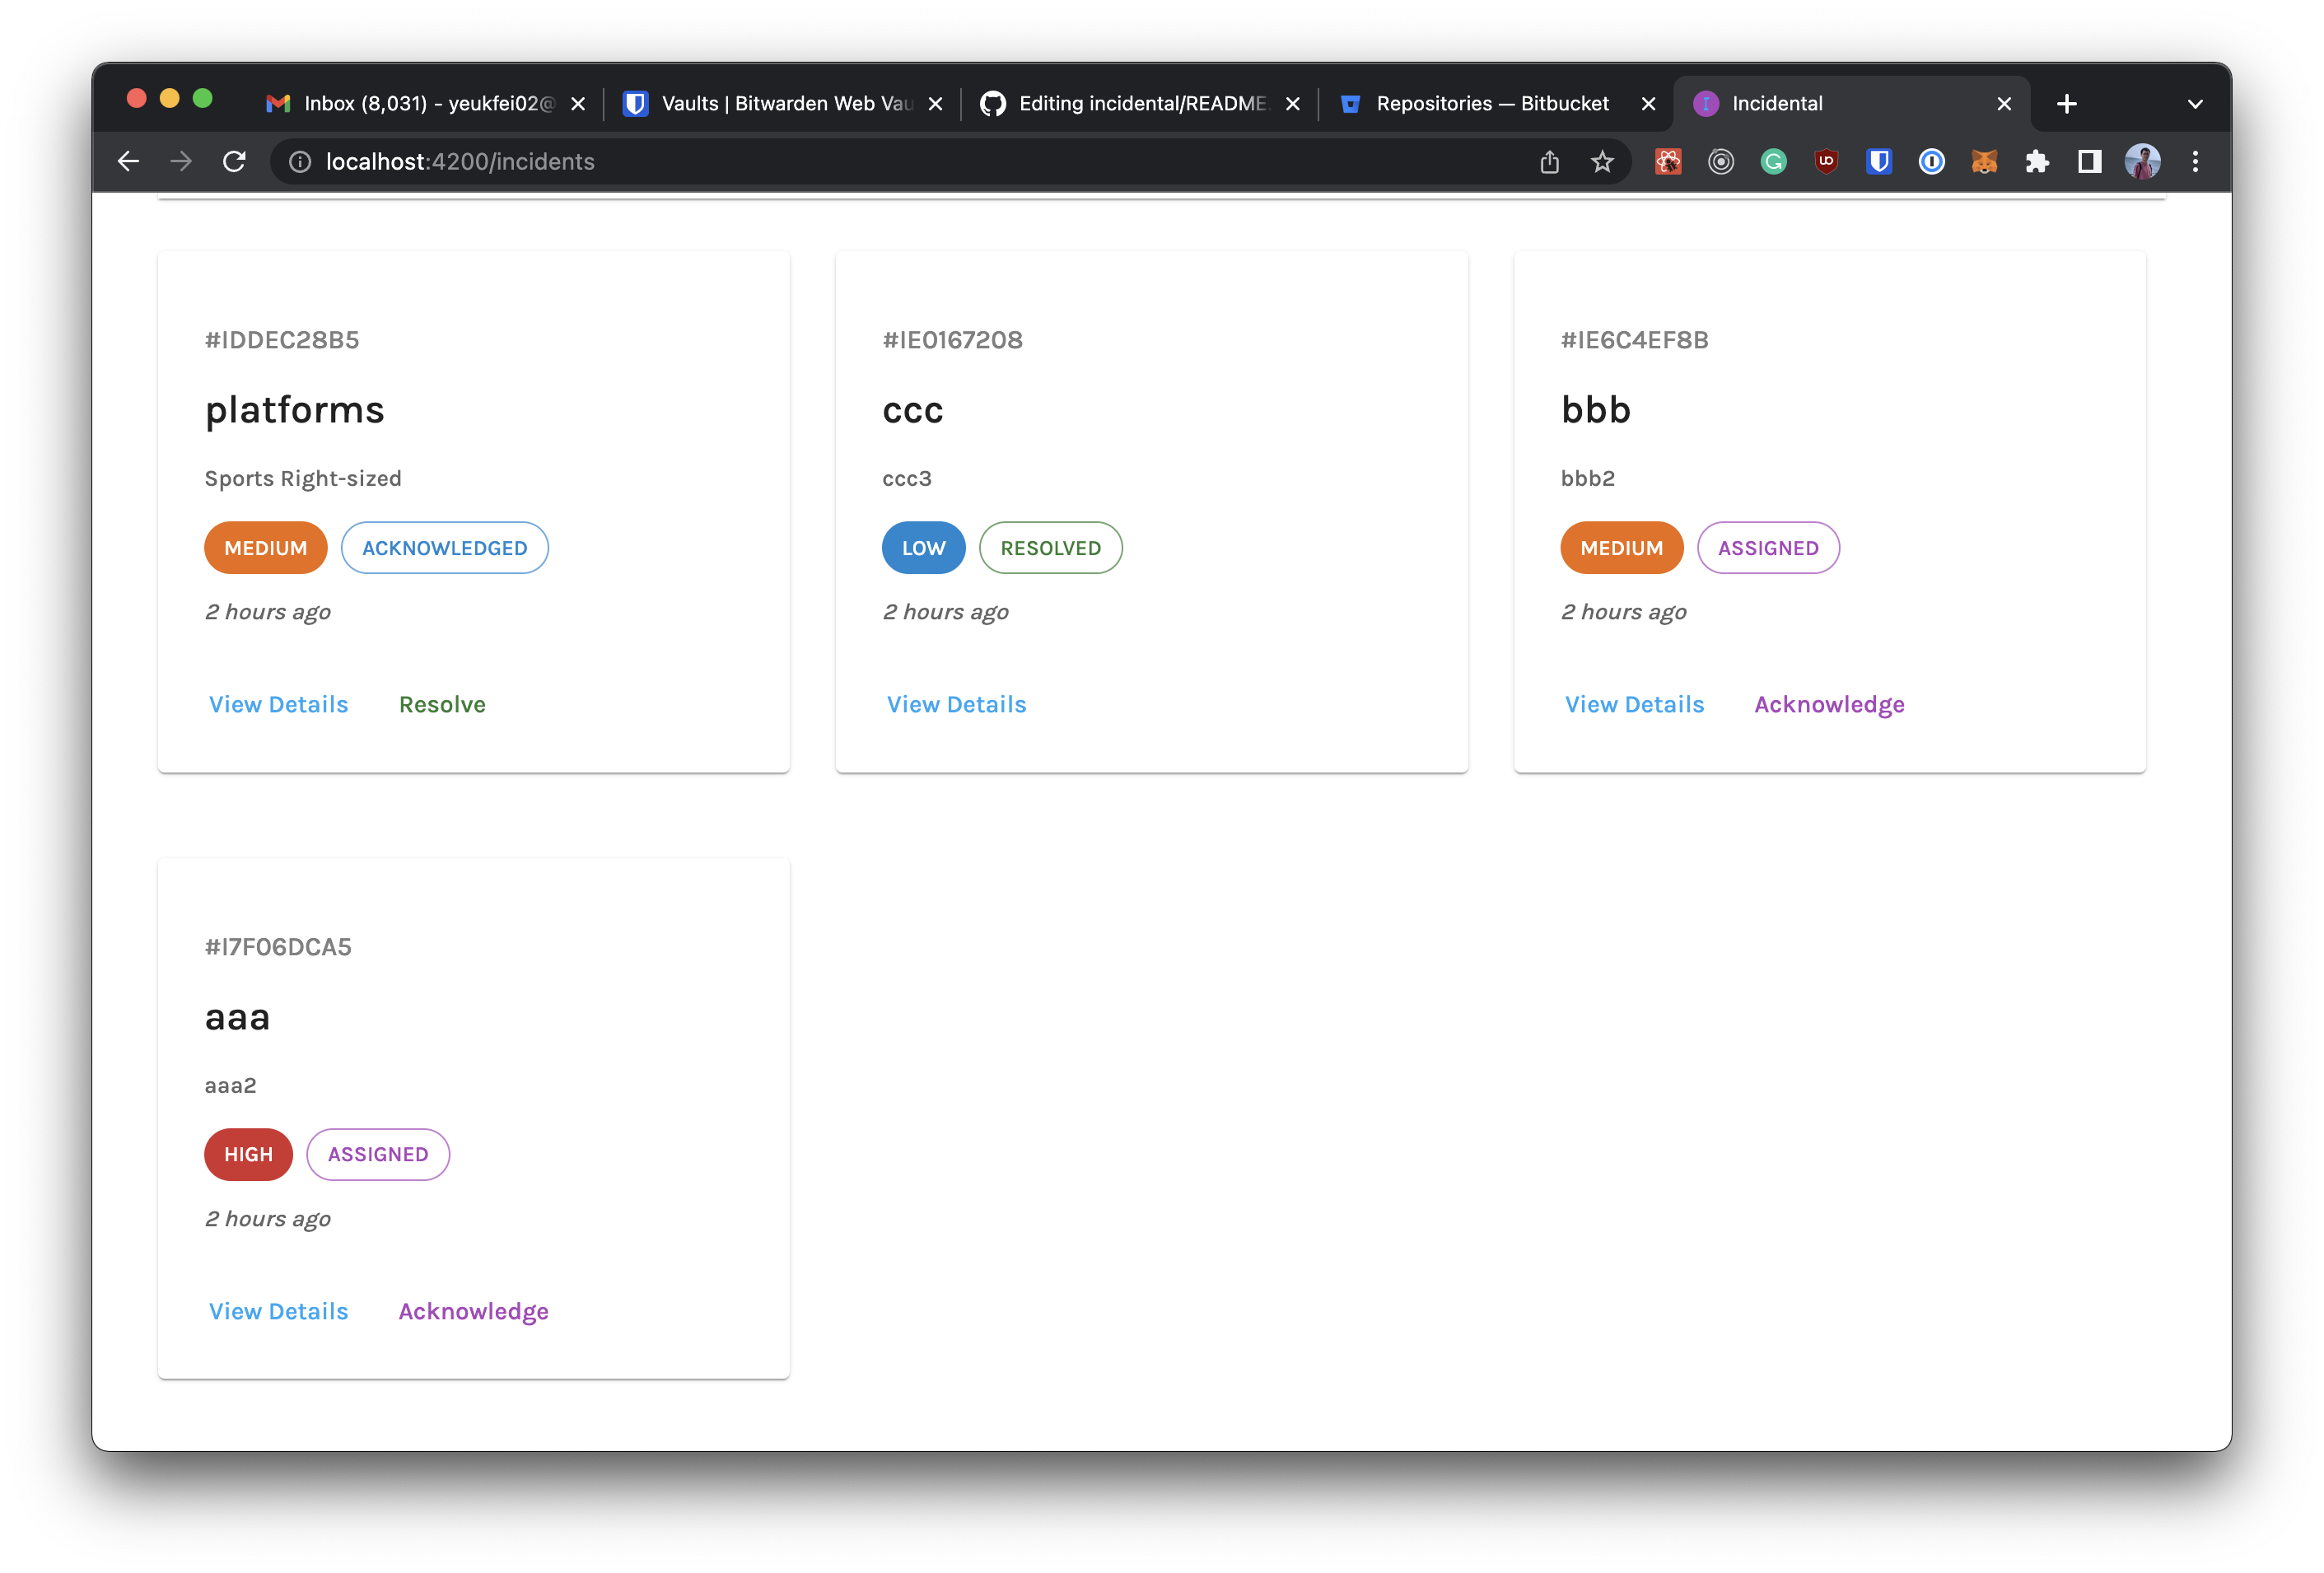 Inbox (8,031) - yeukfei02@
Vaults | Bitwarden Web Vau
Editing incidental/README.
Repositories — Bitbucket
Incidental
localhost:4200/incidents
#IDDEC28B5
platforms
Sports Right-sized
MEDIUM ACKNOWLEDGED
2 hours ago
View Details Resolve
#IE0167208
ccc
ccc3
LOW RESOLVED
2 hours ago
View Details
#IE6C4EF8B
bbb
bbb2
MEDIUM ASSIGNED
2 hours ago
View Details Acknowledge
#I7F06DCA5
aaa
aaa2
HIGH ASSIGNED
2 hours ago
View Details Acknowledge